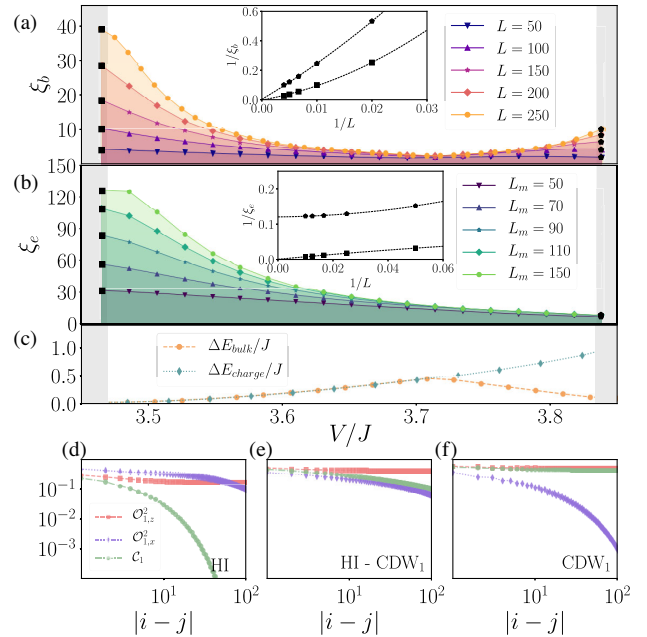 (a)
ξ_b
40
30
20
10
0
1/ξ_b
0.6
0.4
0.2
0.0
0.00
0.01
0.02
0.03
1/L
L = 50
L = 100
L = 150
L = 200
L = 250
(b)
ξ_e
150
120
90
60
30
0
1/ξ_e
0.2
0.1
0.0
0.00
0.02
0.04
0.06
1/L
L_m = 50
L_m = 70
L_m = 90
L_m = 110
L_m = 150
(c)
1.0
0.5
0.0
ΔE_bulk/J
ΔE_charge/J
3.5
3.6
3.7
3.8
V/J
(d)
(e)
(f)
10^-1
10^-2
10^-3
O^2_{1,z}
O^2_{1,x}
C_1
HI
HI - CDW_1
CDW_1
10^1
10^2
10^1
10^2
10^1
10^2
|i − j|
|i − j|
|i − j|